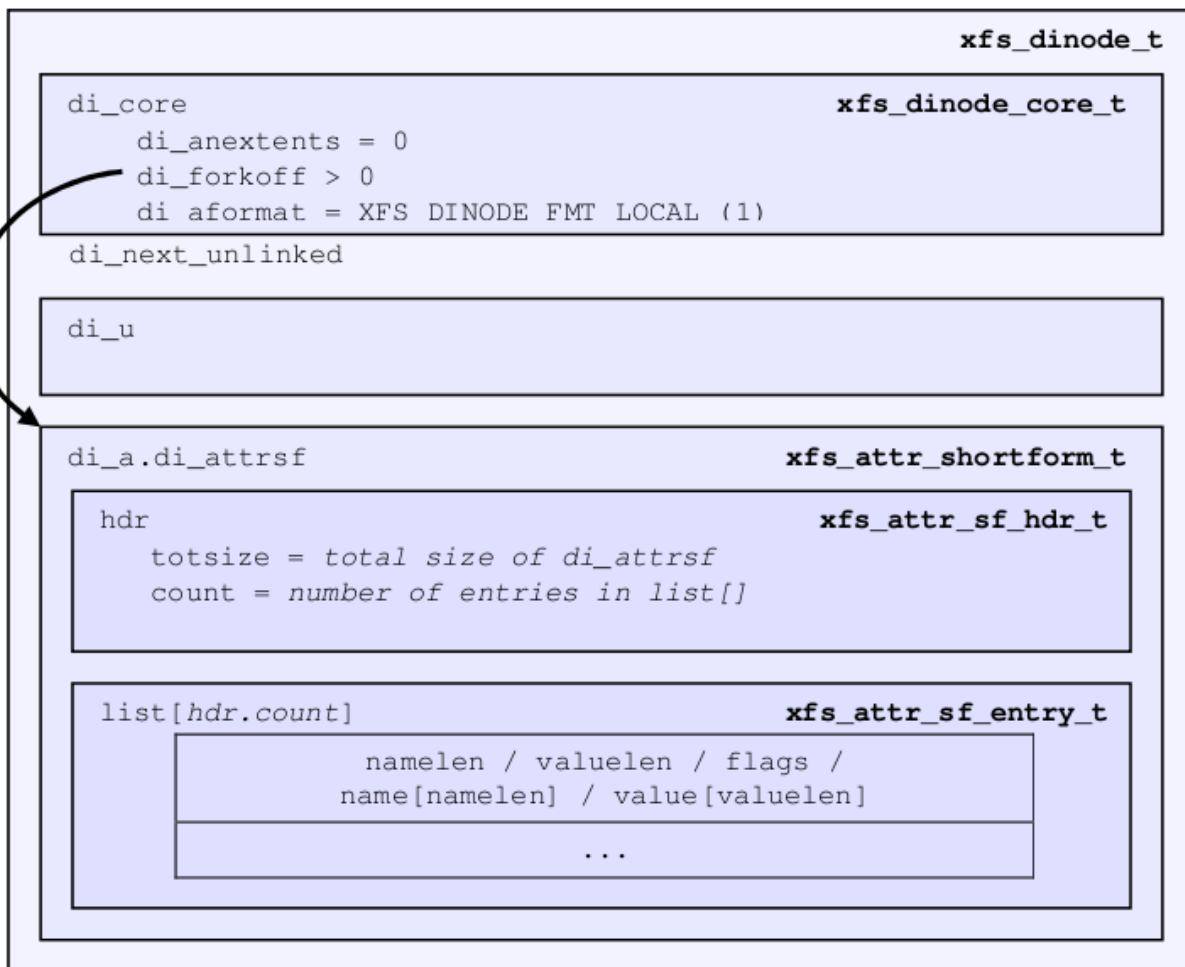 xfs_dinode_t
di_core xfs_dinode_core_t
di_anextents = 0
di_forkoff > 0
di aformat = XFS DINODE FMT LOCAL (1)
di_next_unlinked
di_u
di_a.di_attrsf xfs_attr_shortform_t
hdr xfs_attr_sf_hdr_t
totsize = total size of di_attrsf
count = number of entries in list[]
list[hdr.count] xfs_attr_sf_entry_t
namelen / valuelen / flags /
name[namelen] / value[valuelen]
...